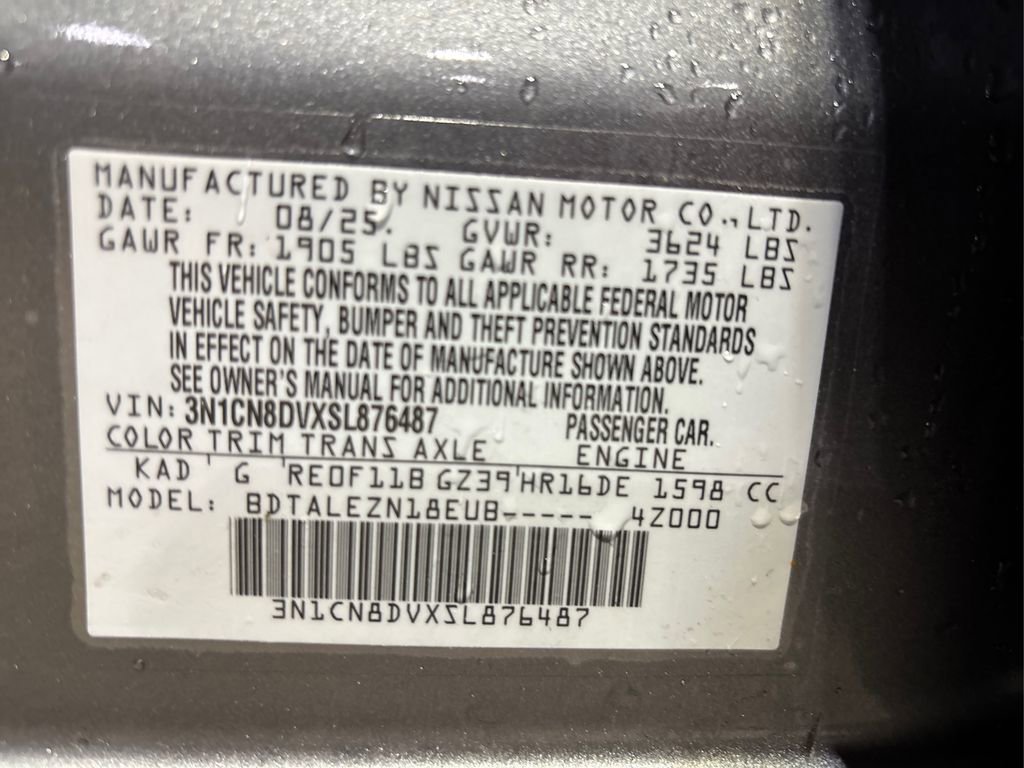 MANUFACTURED BY NISSAN MOTOR CO., LTD.
DATE: 08/25. GVWR: 3624 LBS
GAWR FR: 1905 LBS GAWR RR: 1735 LBS
THIS VEHICLE CONFORMS TO ALL APPLICABLE FEDERAL MOTOR
VEHICLE SAFETY, BUMPER AND THEFT PREVENTION STANDARDS
IN EFFECT ON THE DATE OF MANUFACTURE SHOWN ABOVE.
SEE OWNER'S MANUAL FOR ADDITIONAL INFORMATION.
VIN: 3N1CN8DVXSL876487 PASSENGER CAR.
COLOR TRIM TRANS AXLE ENGINE
KAD ' G 'RE0F11B GZ39'HR16DE 1598 CC
MODEL: BDTALEZN18EUB----- 4Z000
3N1CN8DVXSL876487